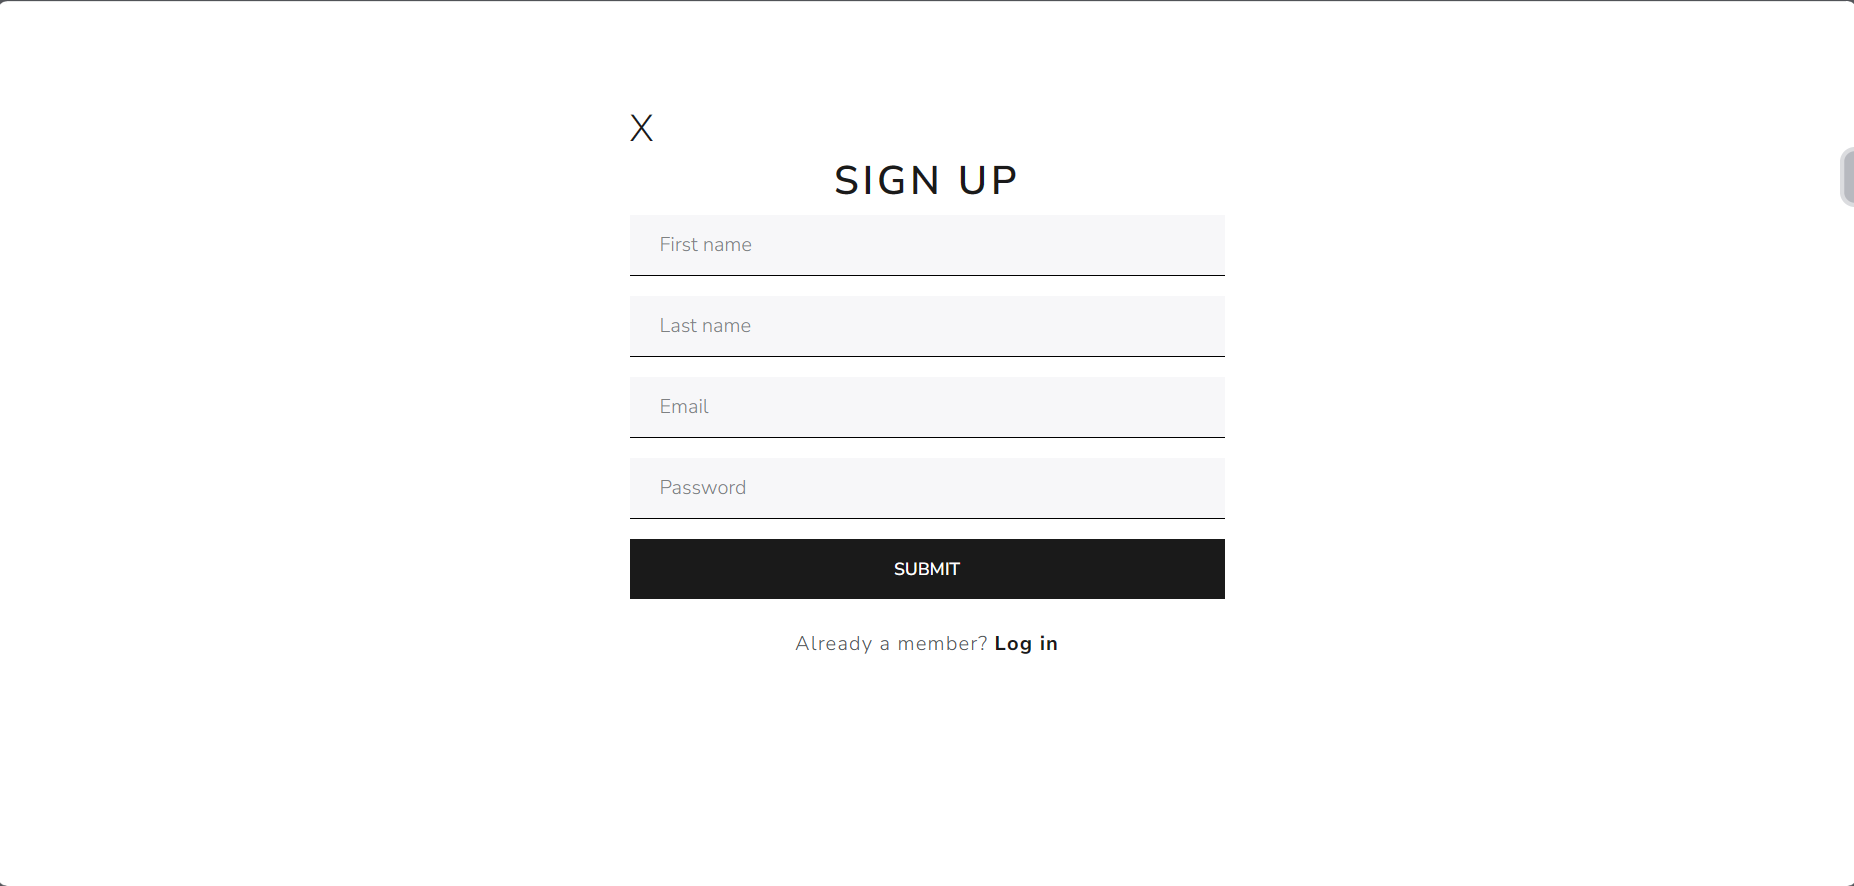 X
SIGN UP
First name
Last name
Email
Password
SUBMIT
Already a member? Log in